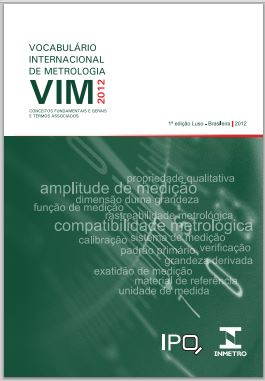 VOCABULÁRIO
INTERNACIONAL
DE METROLOGIA
VIM 2012
CONCEITOS FUNDAMENTAIS E GERAIS
E TERMOS ASSOCIADOS
1ª edição Luso - Brasileira | 2012
propriedade qualitativa
amplitude de medição
dimensão duma grandeza
função de medição
rastreabilidade metrológica
compatibilidade metrológica
calibração sistema de medição
padrão primário verificação
grandeza derivada
exatidão de medição
material de referência
unidade de medida
IPQ
INMETRO